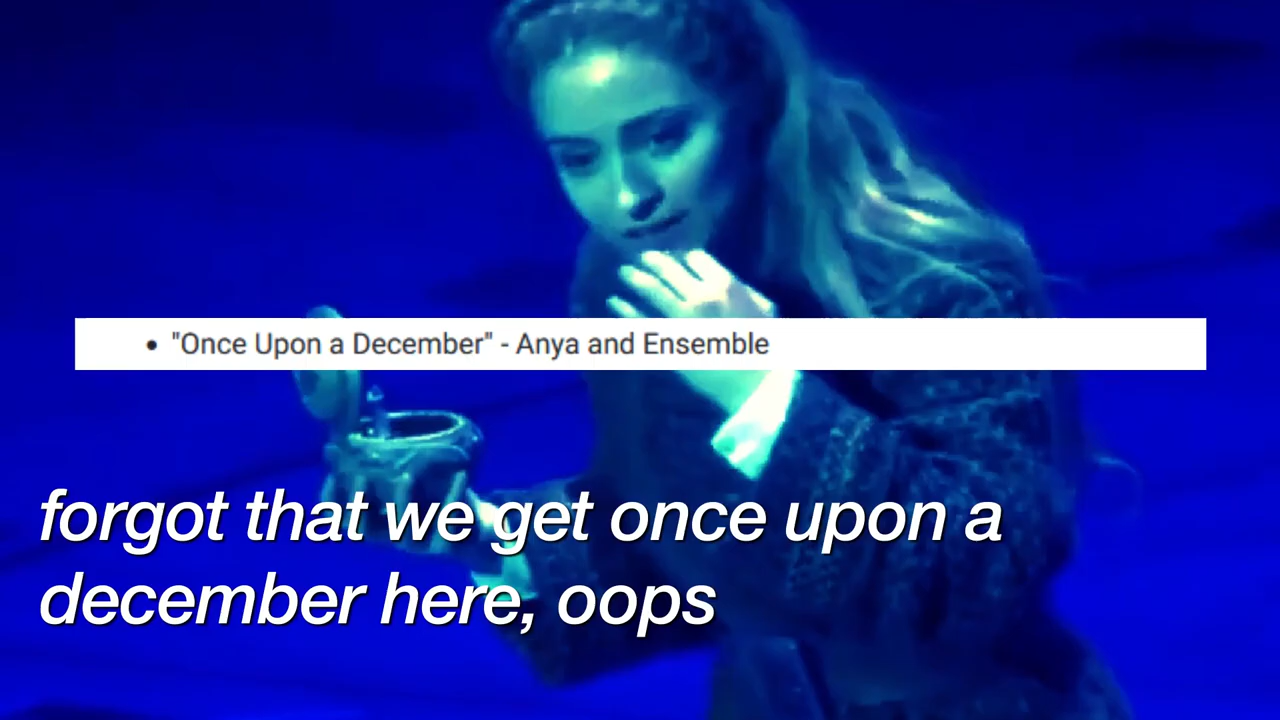 • "Once Upon a December" - Anya and Ensemble
forgot that we get once upon a
december here, oops